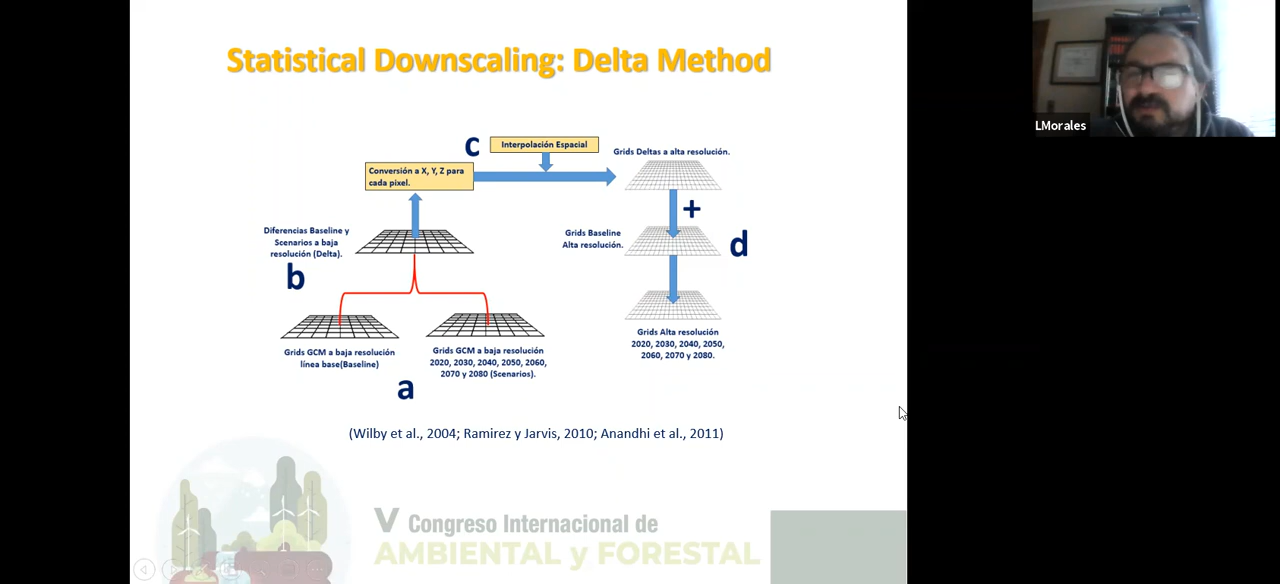 Statistical Downscaling: Delta Method
LMorales
c
Interpolación Espacial
Grids Deltas a alta resolución.
Conversión a X, Y, Z para
cada pixel.
+
Diferencias Baseline y
Scenarios a baja
resolución (Delta).
b
Grids Baseline
Alta resolución.
d
Grids GCM a baja resolución
línea base(Baseline)
Grids GCM a baja resolución
2020, 2030, 2040, 2050, 2060,
2070 y 2080 (Scenarios).
a
Grids Alta resolución
2020, 2030, 2040, 2050,
2060, 2070 y 2080.
(Wilby et al., 2004; Ramirez y Jarvis, 2010; Anandhi et al., 2011)
V Congreso Internacional de
AMBIENTAL y FORESTAL